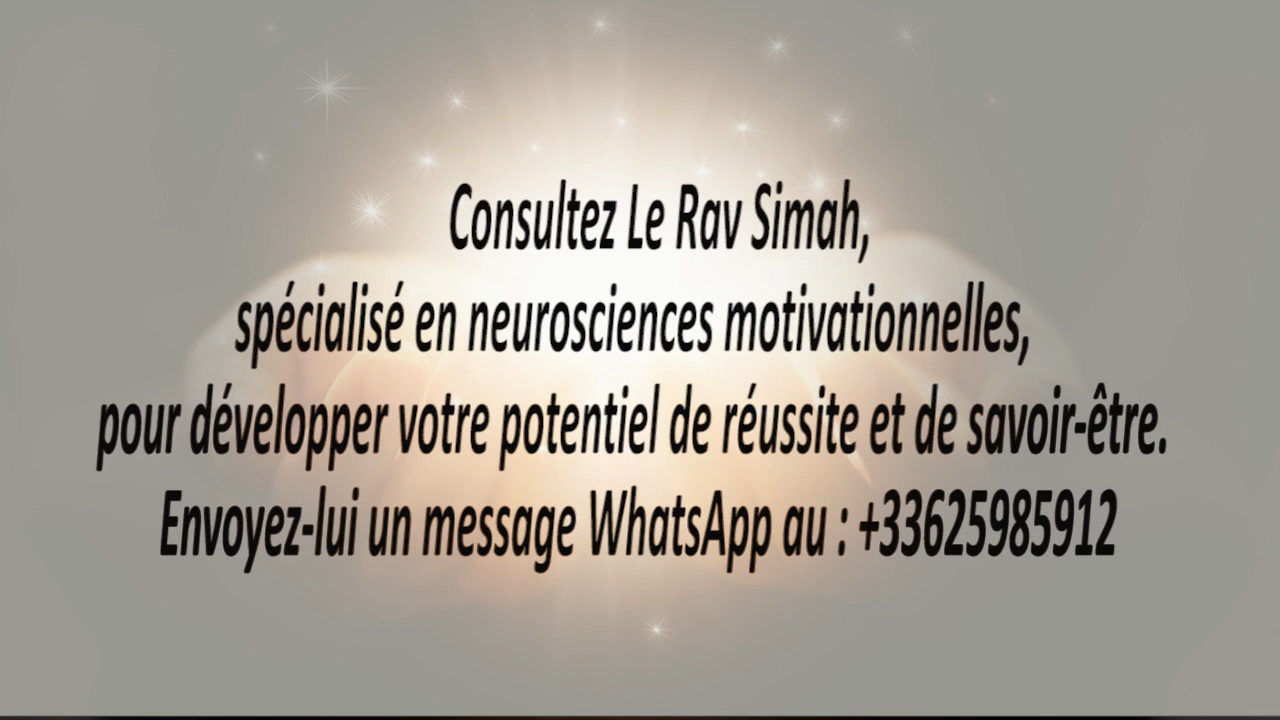 Consultez Le Rav Simah,
spécialisé en neurosciences motivationnelles,
pour développer votre potentiel de réussite et de savoir-être.
Envoyez-lui un message WhatsApp au : +33625985912